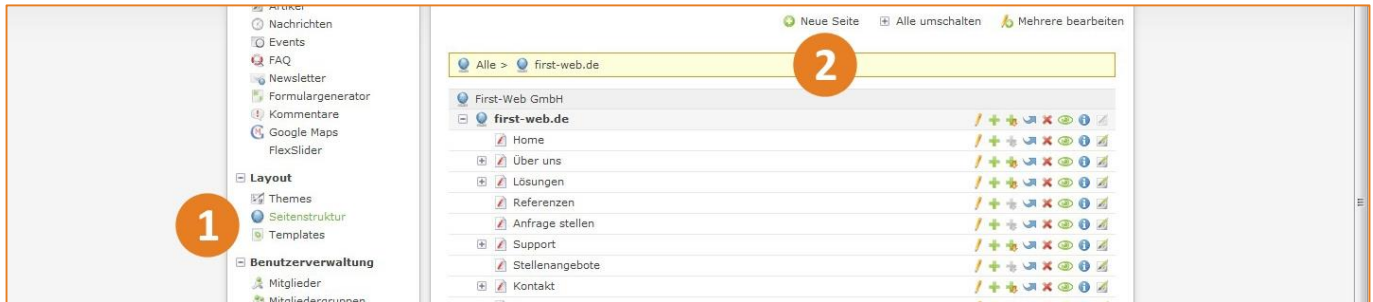 Artikel
Nachrichten
Events
FAQ
Newsletter
Formulargenerator
Kommentare
Google Maps
FlexSlider
Layout
Themes
Seitenstruktur
Templates
Benutzerverwaltung
Mitglieder
Mitgliedergruppen
1
Neue Seite Alle umschalten Mehrere bearbeiten
2
Alle > first-web.de
First-Web GmbH
first-web.de
Home
Über uns
Lösungen
Referenzen
Anfrage stellen
Support
Stellenangebote
Kontakt